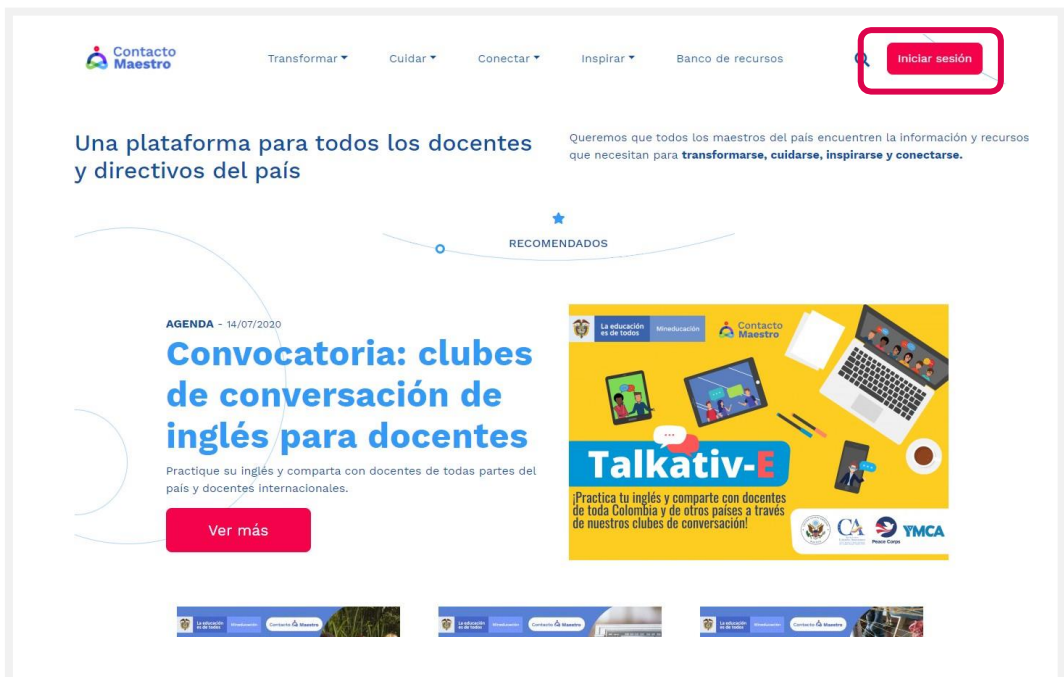 Contacto
Maestro
Transformar
Cuidar
Conectar
Inspirar
Banco de recursos
Iniciar sesión
Una plataforma para todos los docentes
y directivos del país
Queremos que todos los maestros del país encuentren la información y recursos
que necesitan para transformarse, cuidarse, inspirarse y conectarse.
RECOMENDADOS
AGENDA - 14/07/2020
Convocatoria: clubes
de conversación de
inglés para docentes
Practique su inglés y comparta con docentes de todas partes del
país y docentes internacionales.
Ver más
La educación
es de todos
Mineducación
Contacto
Maestro
Talkativ-E
¡Practica tu inglés y comparte con docentes
de toda Colombia y de otros países a través
de nuestros clubes de conversación!
CA
Peace Corps
YMCA
La educación
es de todos
Mineducación
Contacto Maestro
La educación
es de todos
Mineducación
Contacto Maestro
La educación
es de todos
Mineducación
Contacto Maestro